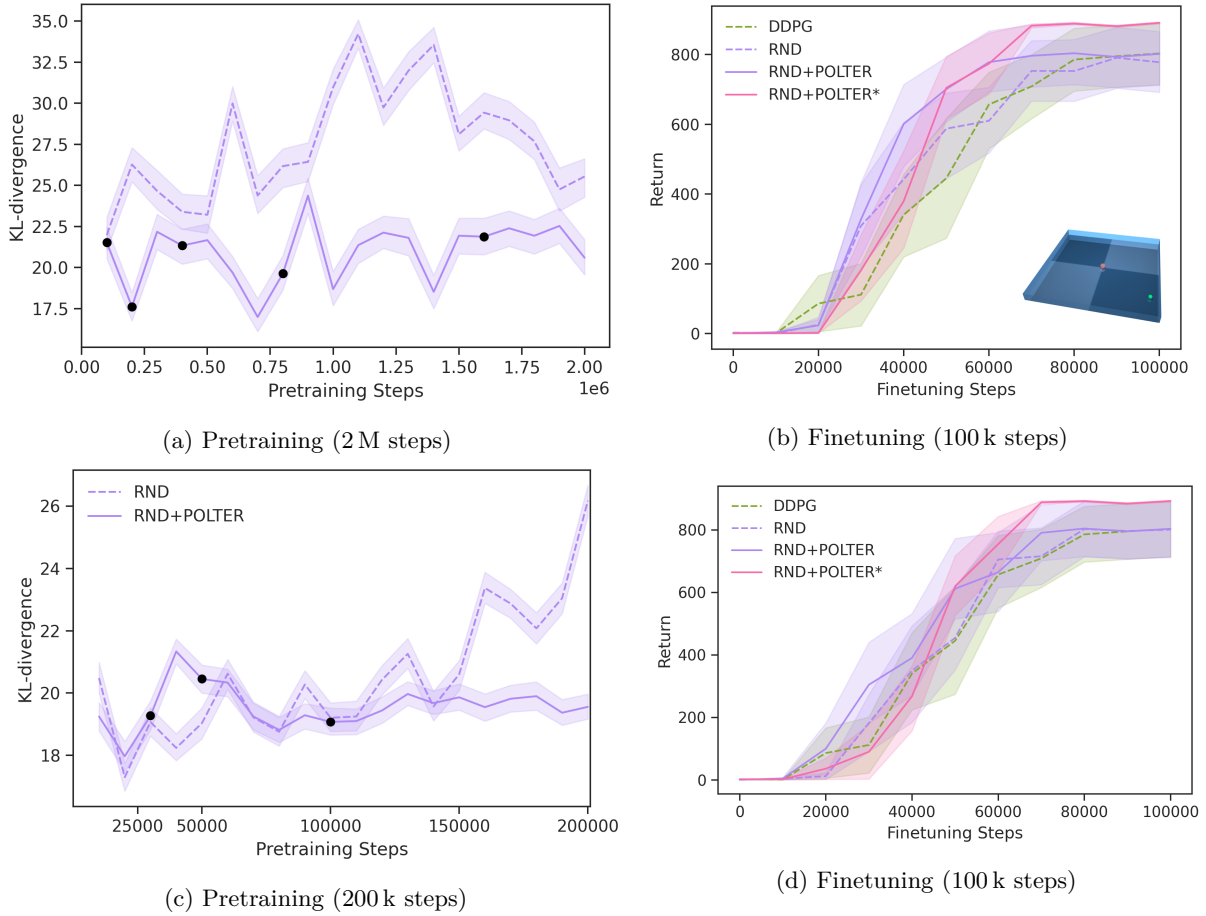 35.0
32.5
30.0
27.5
25.0
22.5
20.0
17.5
KL-divergence
0.00 0.25 0.50 0.75 1.00 1.25 1.50 1.75 2.00
Pretraining Steps
1e6
(a) Pretraining (2 M steps)
DDPG
RND
RND+POLTER
RND+POLTER*
800
600
400
200
0
Return
0 20000 40000 60000 80000 100000
Finetuning Steps
(b) Finetuning (100 k steps)
RND
RND+POLTER
26
24
22
20
18
KL-divergence
25000 50000 100000 150000 200000
Pretraining Steps
(c) Pretraining (200 k steps)
DDPG
RND
RND+POLTER
RND+POLTER*
800
600
400
200
0
Return
0 20000 40000 60000 80000 100000
Finetuning Steps
(d) Finetuning (100 k steps)